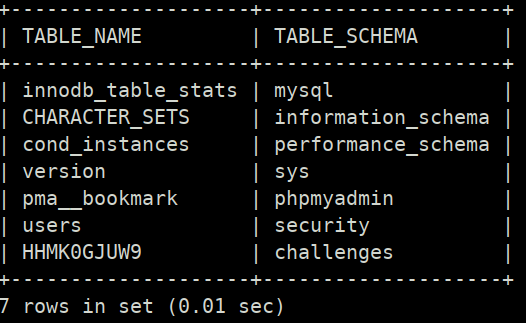 +--------------------+--------------------+
| TABLE_NAME         | TABLE_SCHEMA       |
+--------------------+--------------------+
| innodb_table_stats | mysql              |
| CHARACTER_SETS     | information_schema |
| cond_instances     | performance_schema |
| version            | sys                |
| pma__bookmark      | phpmyadmin         |
| users              | security           |
| HHMK0GJUW9         | challenges         |
+--------------------+--------------------+
7 rows in set (0.01 sec)